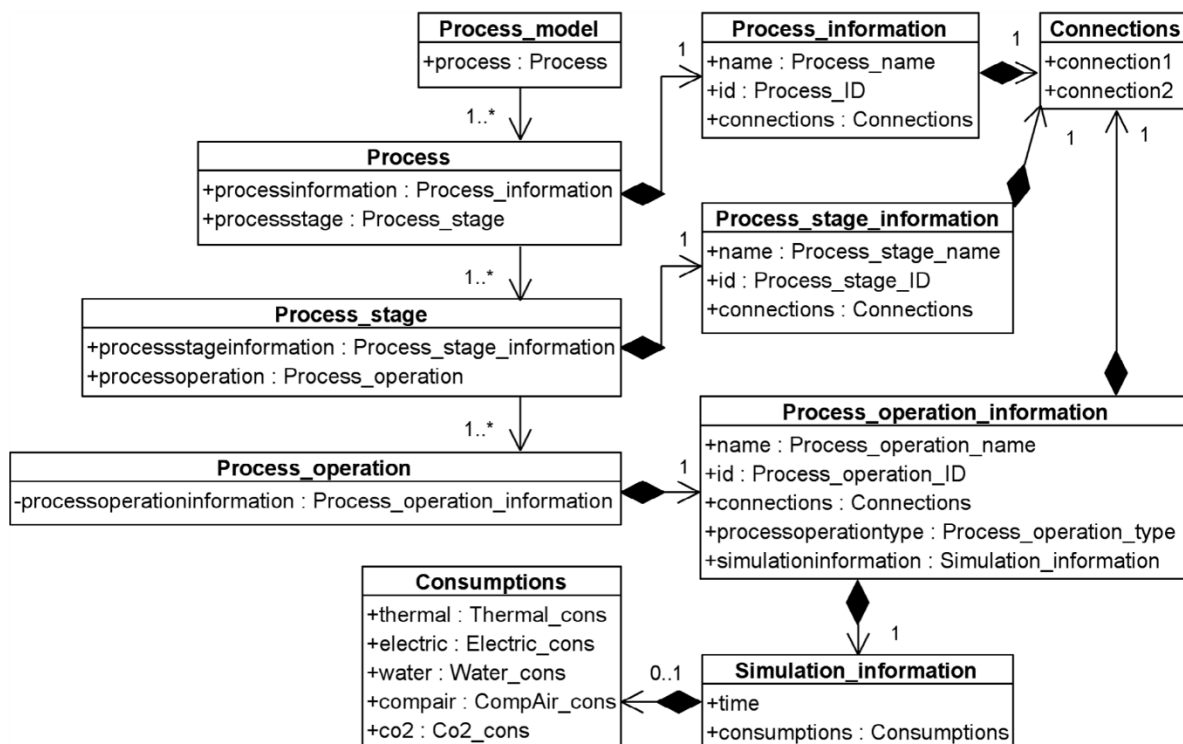 Process_model
+process : Process
1..*
Process
+processinformation : Process_information
+processstage : Process_stage
1..*
Process_stage
+processstageinformation : Process_stage_information
+processoperation : Process_operation
1..*
Process_operation
-processoperationinformation : Process_operation_information
1
Process_information
+name : Process_name
+id : Process_ID
+connections : Connections
1
Connections
+connection1
+connection2
1
1
1
Process_stage_information
+name : Process_stage_name
+id : Process_stage_ID
+connections : Connections
1
Process_operation_information
+name : Process_operation_name
+id : Process_operation_ID
+connections : Connections
+processoperationtype : Process_operation_type
+simulationinformation : Simulation_information
1
Consumptions
+thermal : Thermal_cons
+electric : Electric_cons
+water : Water_cons
+compair : CompAir_cons
+co2 : Co2_cons
0..1
Simulation_information
+time
+consumptions : Consumptions